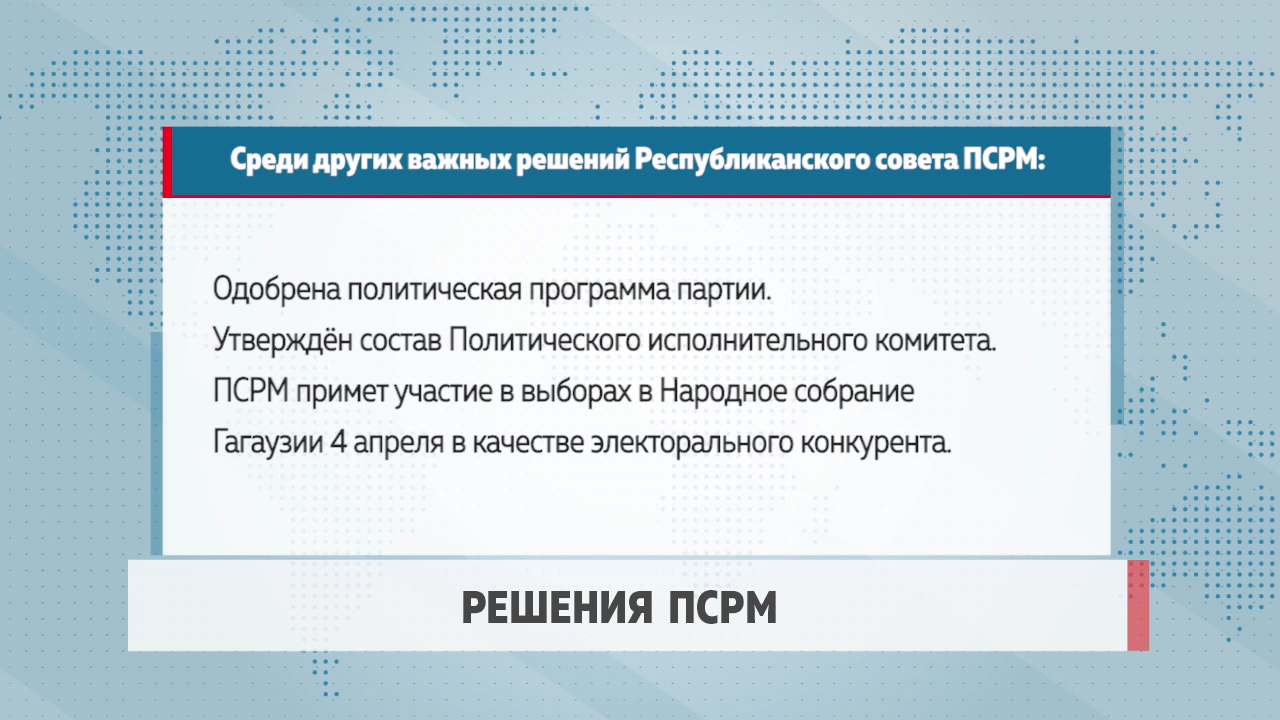 Среди других важных решений Республиканского совета ПСРМ:
Одобрена политическая программа партии.
Утверждён состав Политического исполнительного комитета.
ПСРМ примет участие в выборах в Народное собрание
Гагаузии 4 апреля в качестве электорального конкурента.
РЕШЕНИЯ ПСРМ